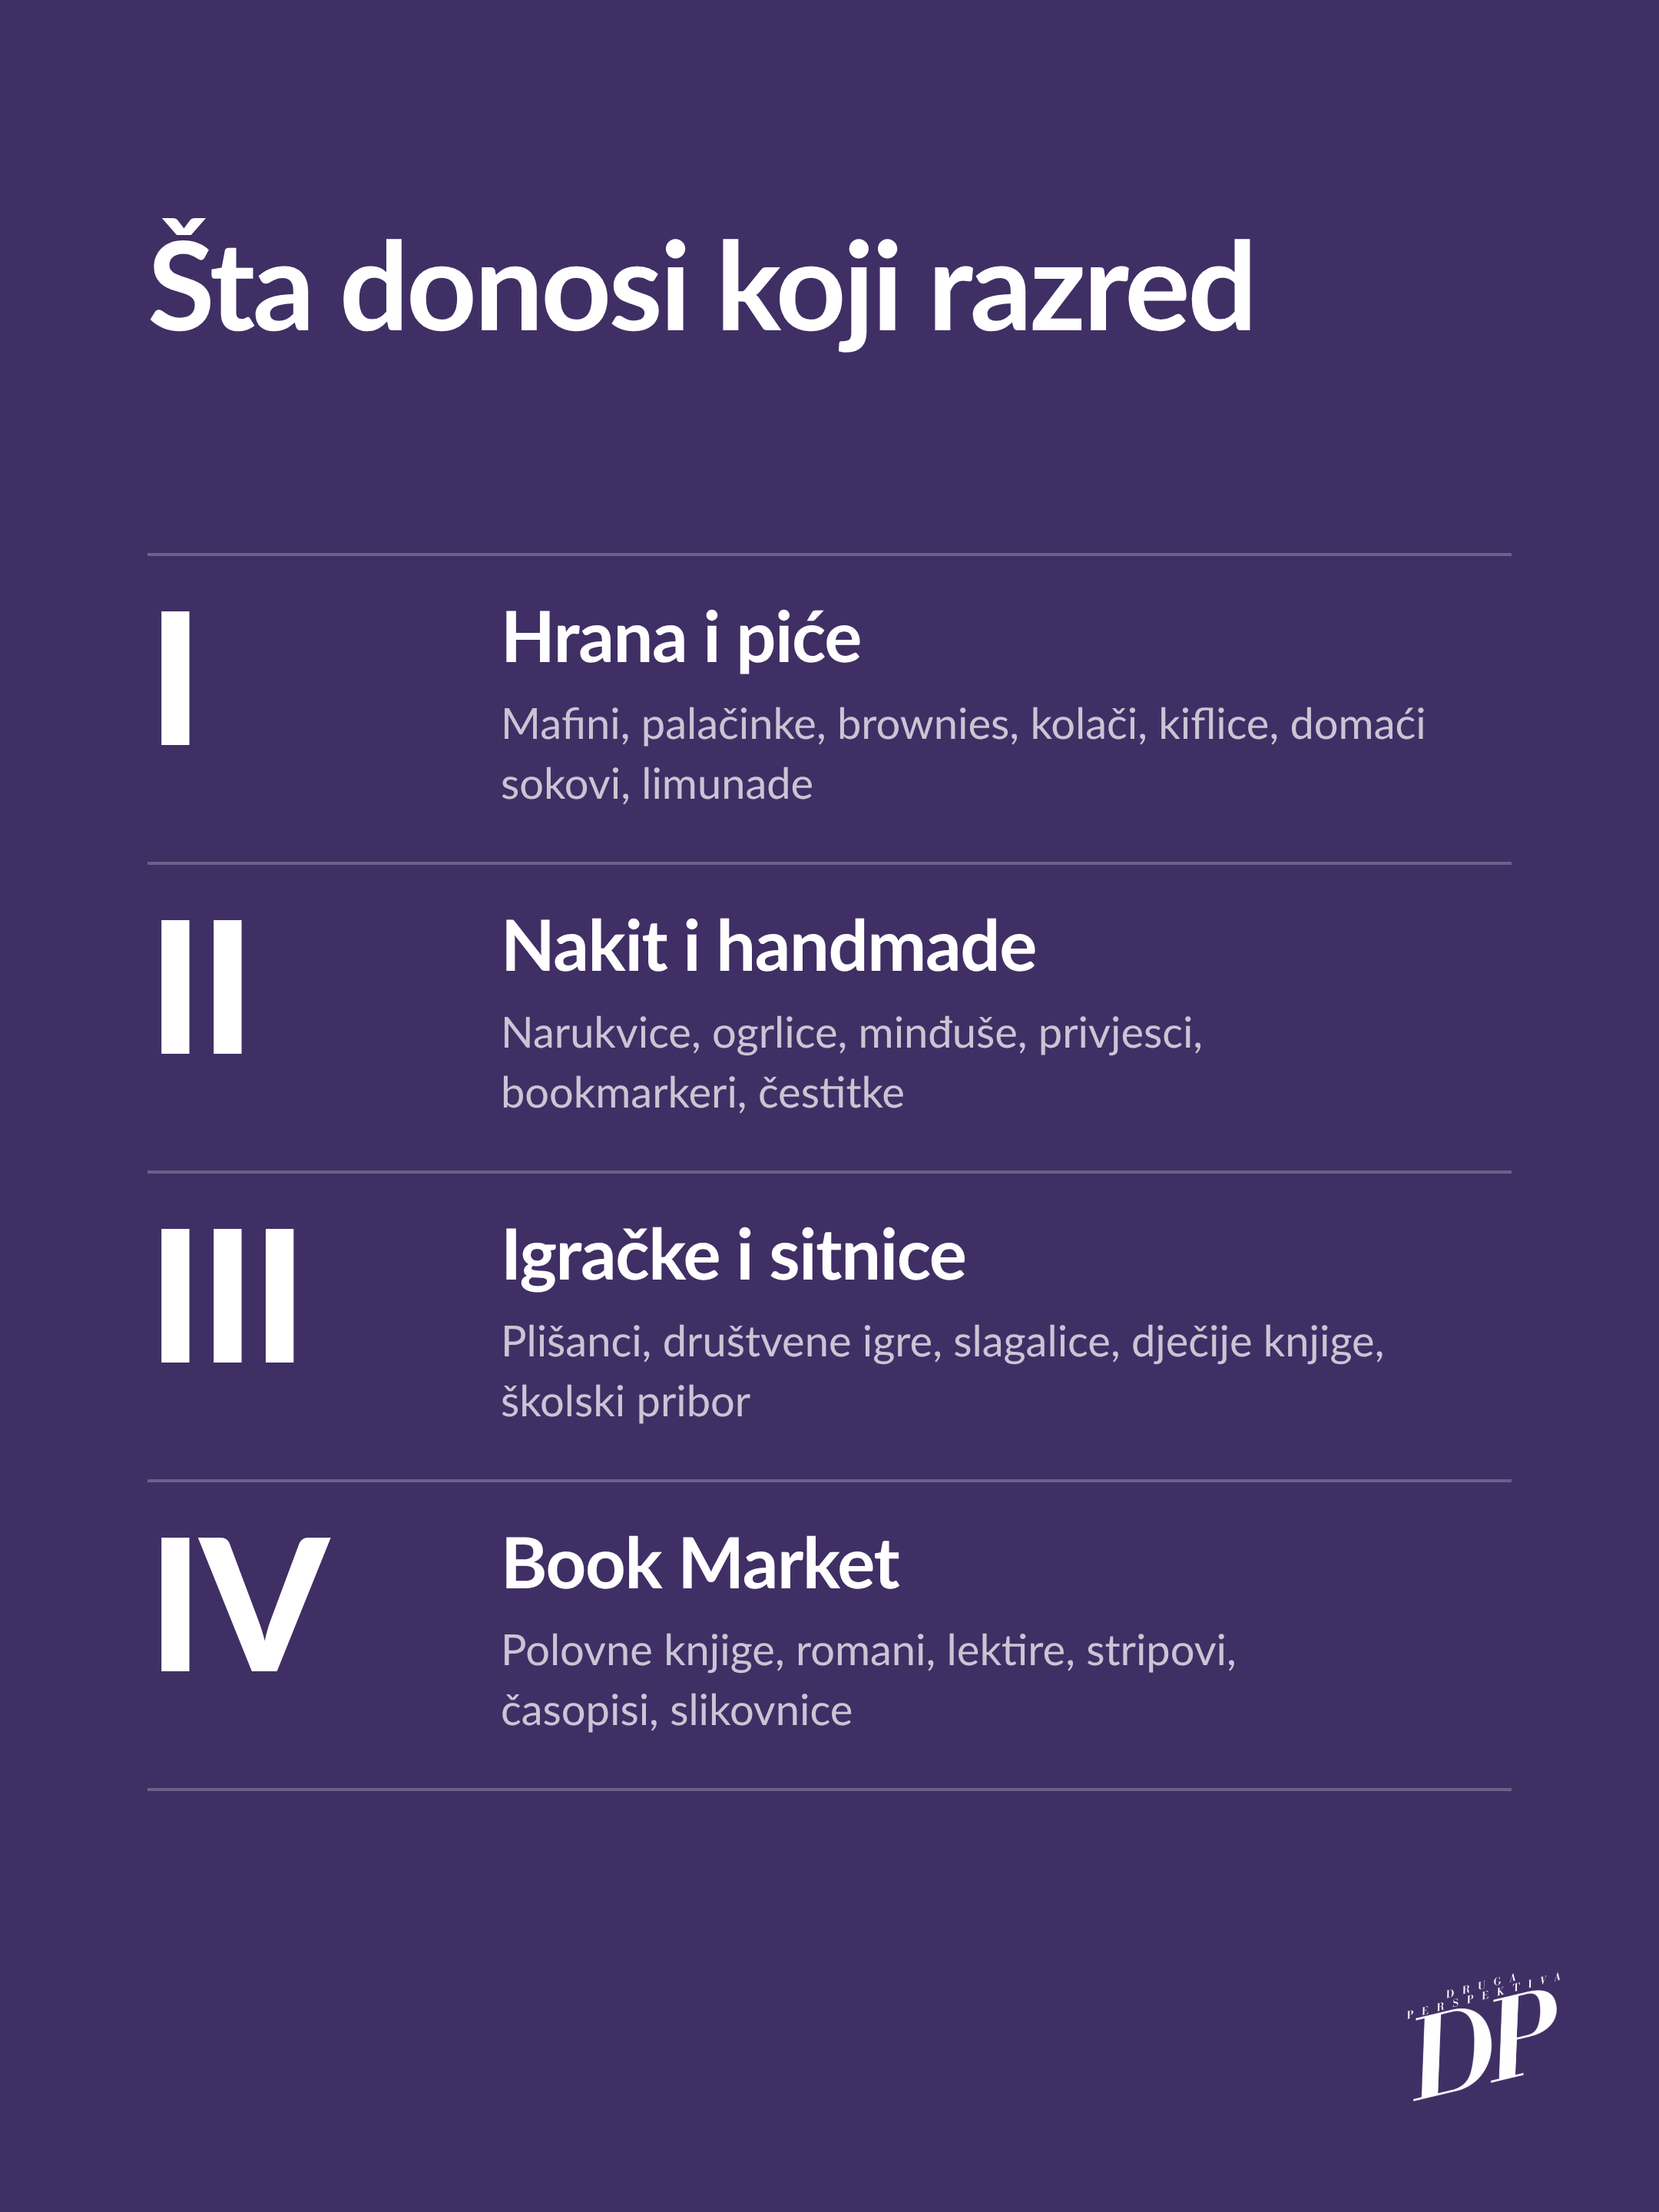 Šta donosi koji razred
I
Hrana i piće
Mafini, palačinke, brownies, kolači, kiflice, domaći
sokovi, limunade
II
Nakit i handmade
Narukvice, ogrlice, minđuše, privjesci,
bookmarkeri, čestitke
III
Igračke i sitnice
Plišanci, društvene igre, slagalice, dječije knjige,
školski pribor
IV
Book Market
Polovne knjige, romani, lektire, stripovi,
časopisi, slikovnice
DRUGA
PERSPEKTIVA
DP